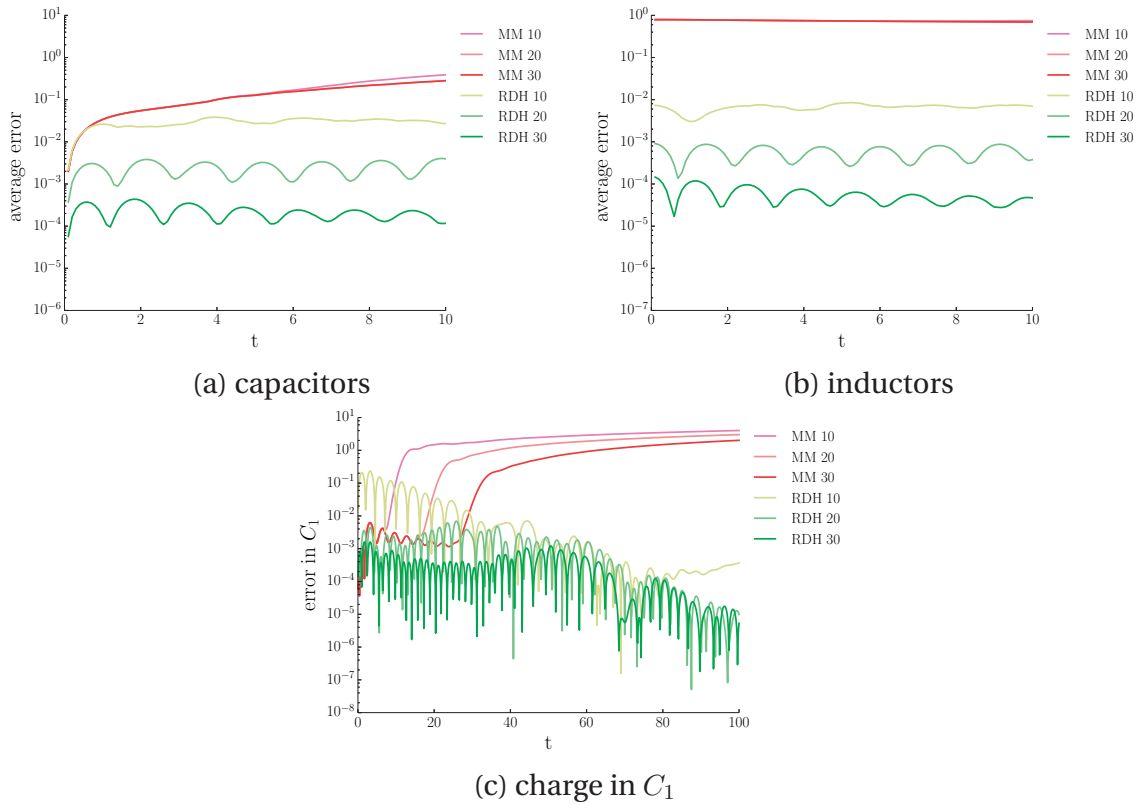 10^1
10^0
10^-1
10^-2
10^-3
10^-4
10^-5
10^-6
average error
0 2 4 6 8 10
t
MM 10
MM 20
MM 30
RDH 10
RDH 20
RDH 30
(a) capacitors
10^0
10^-1
10^-2
10^-3
10^-4
10^-5
10^-6
10^-7
average error
0 2 4 6 8 10
t
MM 10
MM 20
MM 30
RDH 10
RDH 20
RDH 30
(b) inductors
10^1
10^0
10^-1
10^-2
10^-3
10^-4
10^-5
10^-6
10^-7
10^-8
error in C_1
0 20 40 60 80 100
t
MM 10
MM 20
MM 30
RDH 10
RDH 20
RDH 30
(c) charge in C_1